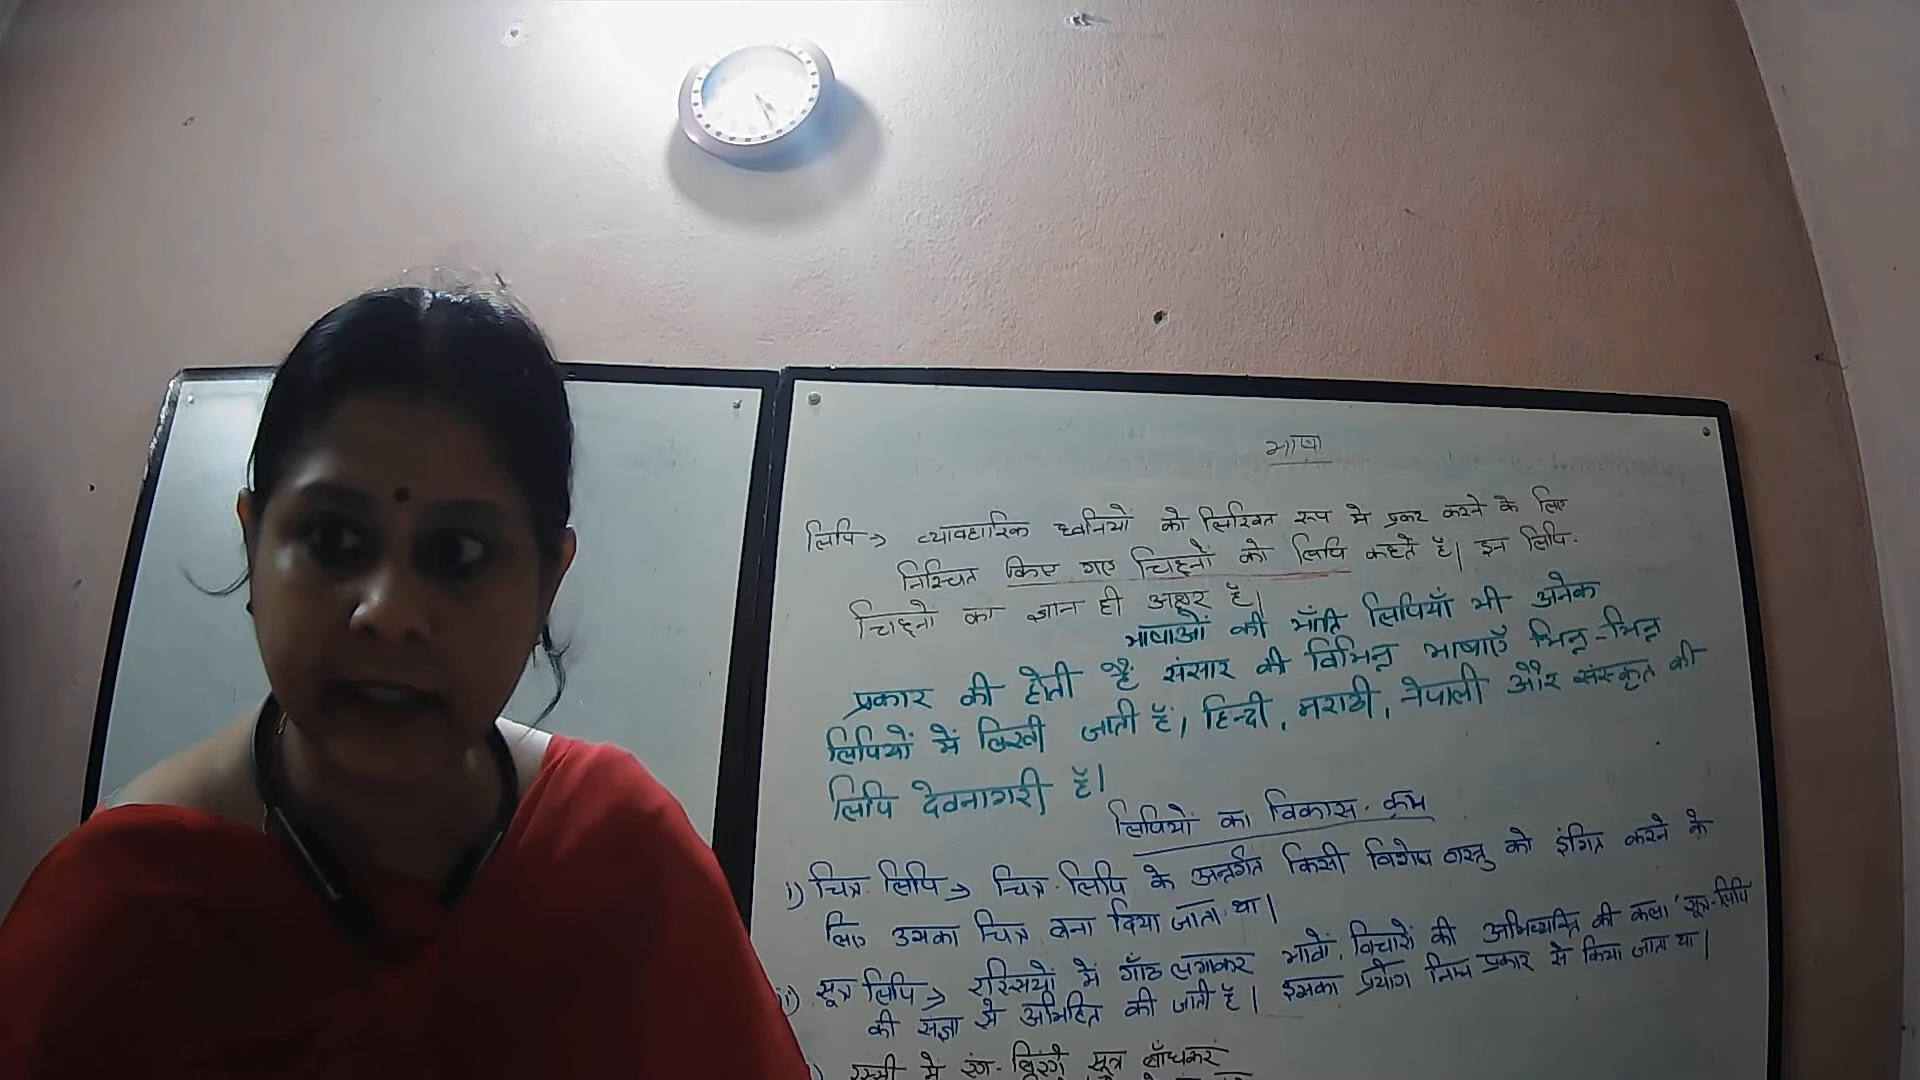 भाषा
लिपि → व्यावहारिक ध्वनियों को लिखित रूप में प्रकट करने के लिए
निश्चित किए गए चिह्नों को लिपि कहते हैं। इन लिपि-
चिह्नों का ज्ञान ही अक्षर है।
भाषाओं की भाँति लिपियाँ भी अनेक
प्रकार की होती हैं संसार की विभिन्न भाषाएँ भिन्न-भिन्न
लिपियों में लिखी जाती हैं। हिन्दी, मराठी, नेपाली और संस्कृत की
लिपि देवनागरी है।
लिपियों का विकास-क्रम
i) चित्र-लिपि → चित्र-लिपि के अन्तर्गत किसी विशेष वस्तु को इंगित करने के
लिए उसका चित्र बना दिया जाता था।
ii) सूत्र लिपि → रस्सियों में गाँठ लगाकर भावों, विचारों की अभिव्यक्ति की कला 'सूत्र-लिपि
की संज्ञा से अभिहित की जाती है। इसका प्रयोग निम्न प्रकार से किया जाता था।
रस्सी में रंग-बिरंगे सूत्र बाँधकर